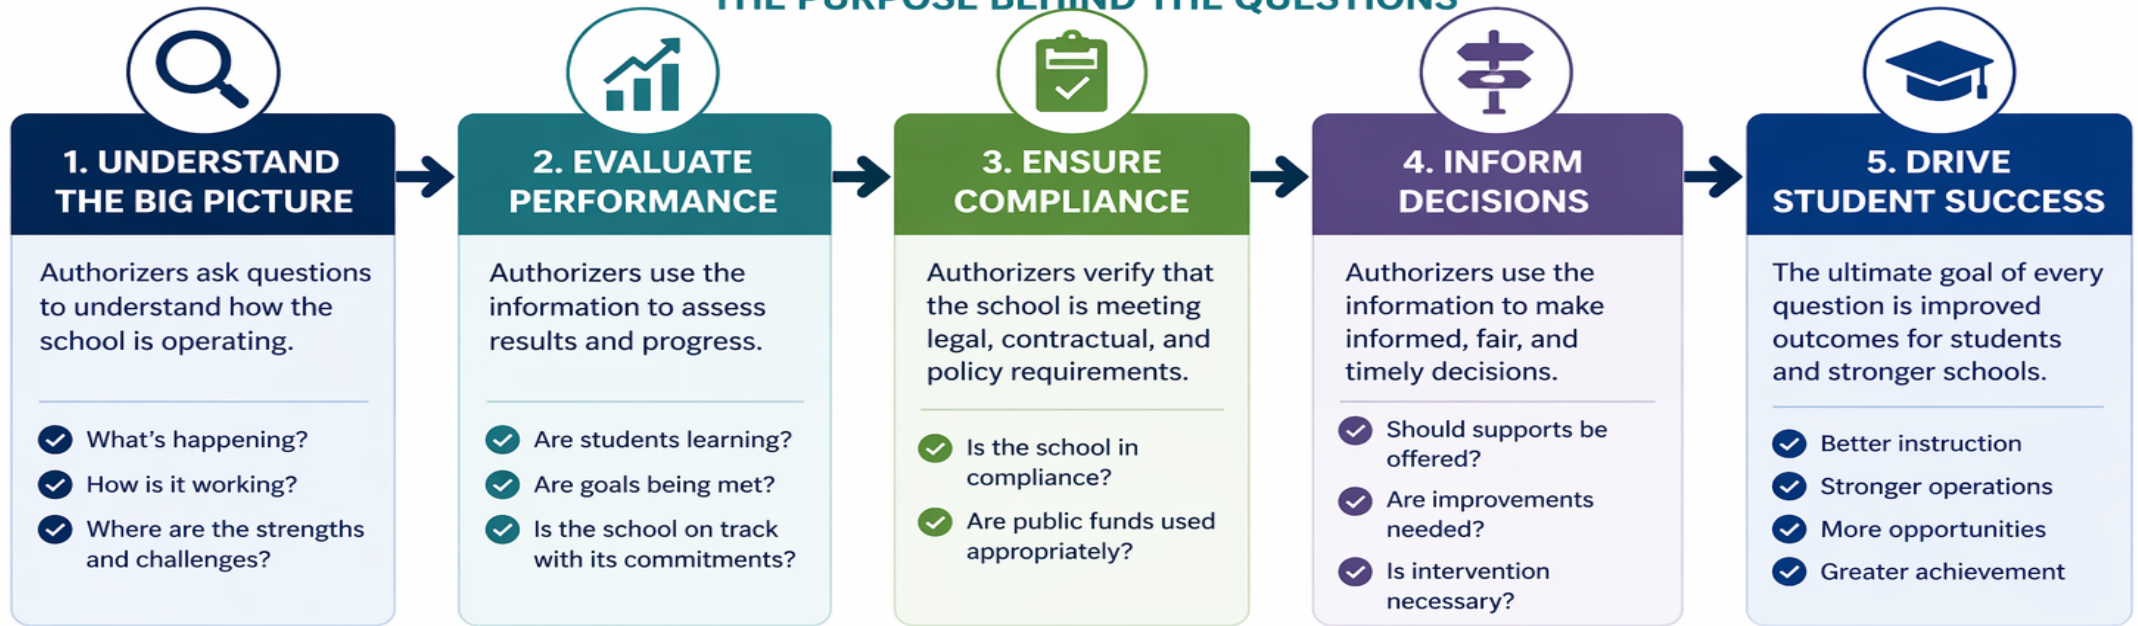 THE PURPOSE BEHIND THE QUESTIONS
1. UNDERSTAND
THE BIG PICTURE
Authorizers ask questions
to understand how the
school is operating.
What's happening?
How is it working?
Where are the strengths
and challenges?
2. EVALUATE
PERFORMANCE
Authorizers use the
information to assess
results and progress.
Are students learning?
Are goals being met?
Is the school on track
with its commitments?
3. ENSURE
COMPLIANCE
Authorizers verify that
the school is meeting
legal, contractual, and
policy requirements.
Is the school in
compliance?
Are public funds used
appropriately?
4. INFORM
DECISIONS
Authorizers use the
information to make
informed, fair, and
timely decisions.
Should supports be
offered?
Are improvements
needed?
Is intervention
necessary?
5. DRIVE
STUDENT SUCCESS
The ultimate goal of every
question is improved
outcomes for students
and stronger schools.
Better instruction
Stronger operations
More opportunities
Greater achievement